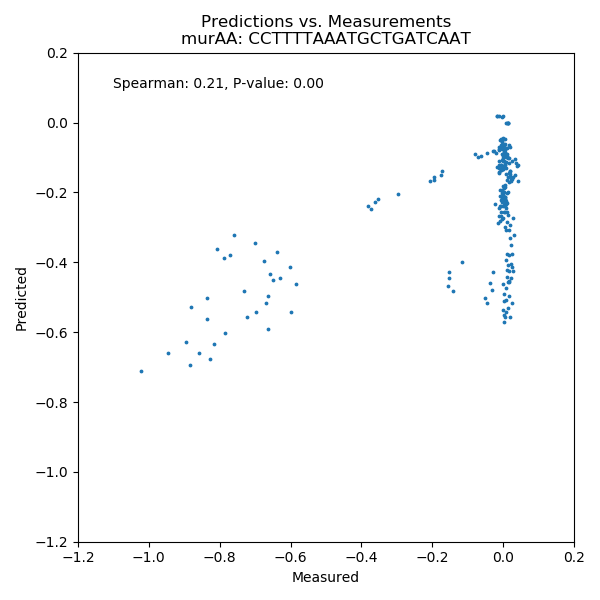 Predictions vs. Measurements
murAA: CCTTTTAAATGCTGATCAAT
Spearman: 0.21, P-value: 0.00
0.2
0.0
−0.2
−0.4
−0.6
−0.8
−1.0
−1.2
Predicted
−1.2 −1.0 −0.8 −0.6 −0.4 −0.2 0.0 0.2
Measured